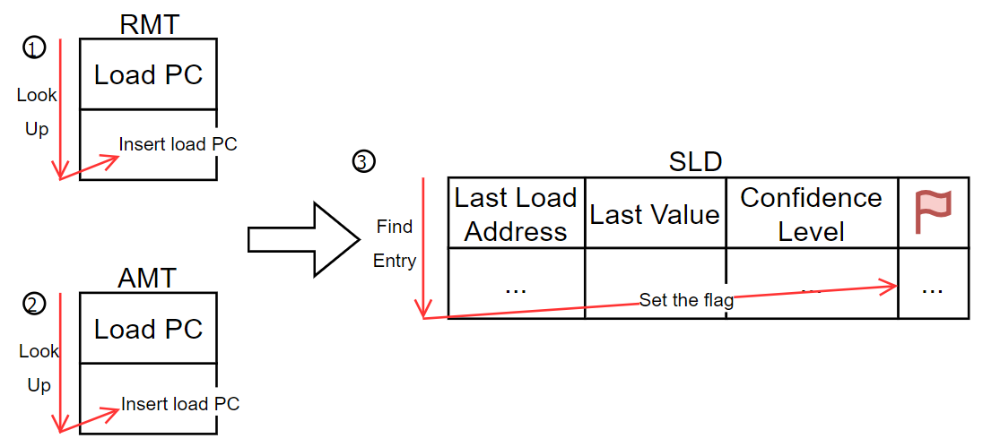 RMT
①
Load PC
Look
Up
Insert load PC
AMT
②
Load PC
Look
Up
Insert load PC
③
SLD
Last Load
Address
Last Value
Confidence
Level
Find
Entry
...
...
...
Set the flag